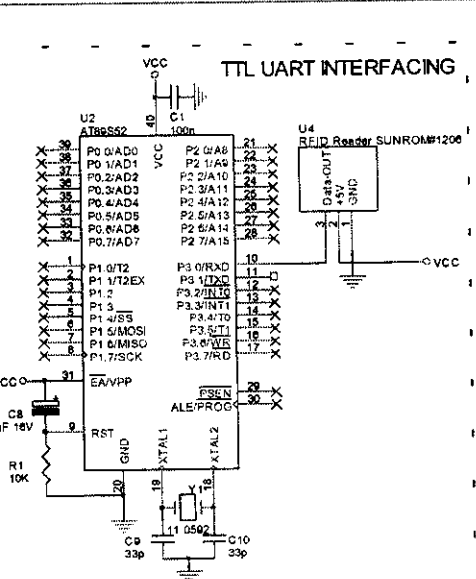 TTL UART INTERFACING
VCC
C1
100n
U2
AT89S52
40
VCC
39 P0.0/AD0
38 P0.1/AD1
37 P0.2/AD2
36 P0.3/AD3
35 P0.4/AD4
34 P0.5/AD5
33 P0.6/AD6
32 P0.7/AD7
1 P1.0/T2
2 P1.1/T2EX
3 P1.2
4 P1.3
5 P1.4/SS
6 P1.5/MOSI
7 P1.6/MISO
8 P1.7/SCK
31 EA/VPP
9 RST
P2.0/A8 21
P2.1/A9 22
P2.2/A10 23
P2.3/A11 24
P2.4/A12 25
P2.5/A13 26
P2.6/A14 27
P2.7/A15 28
P3.0/RXD 10
P3.1/TXD 11
P3.2/INT0 12
P3.3/INT1 13
P3.4/T0 14
P3.5/T1 15
P3.6/WR 16
P3.7/RD 17
PSEN 29
ALE/PROG 30
GND
20
XTAL1
19
XTAL2
18
U4
RFID Reader SUNROM#1206
Data-OUT
+5V
GND
3
2
1
VCC
CC
C8
uF 16V
R1
10K
Y1
11.0592
C9
33p
C10
33p